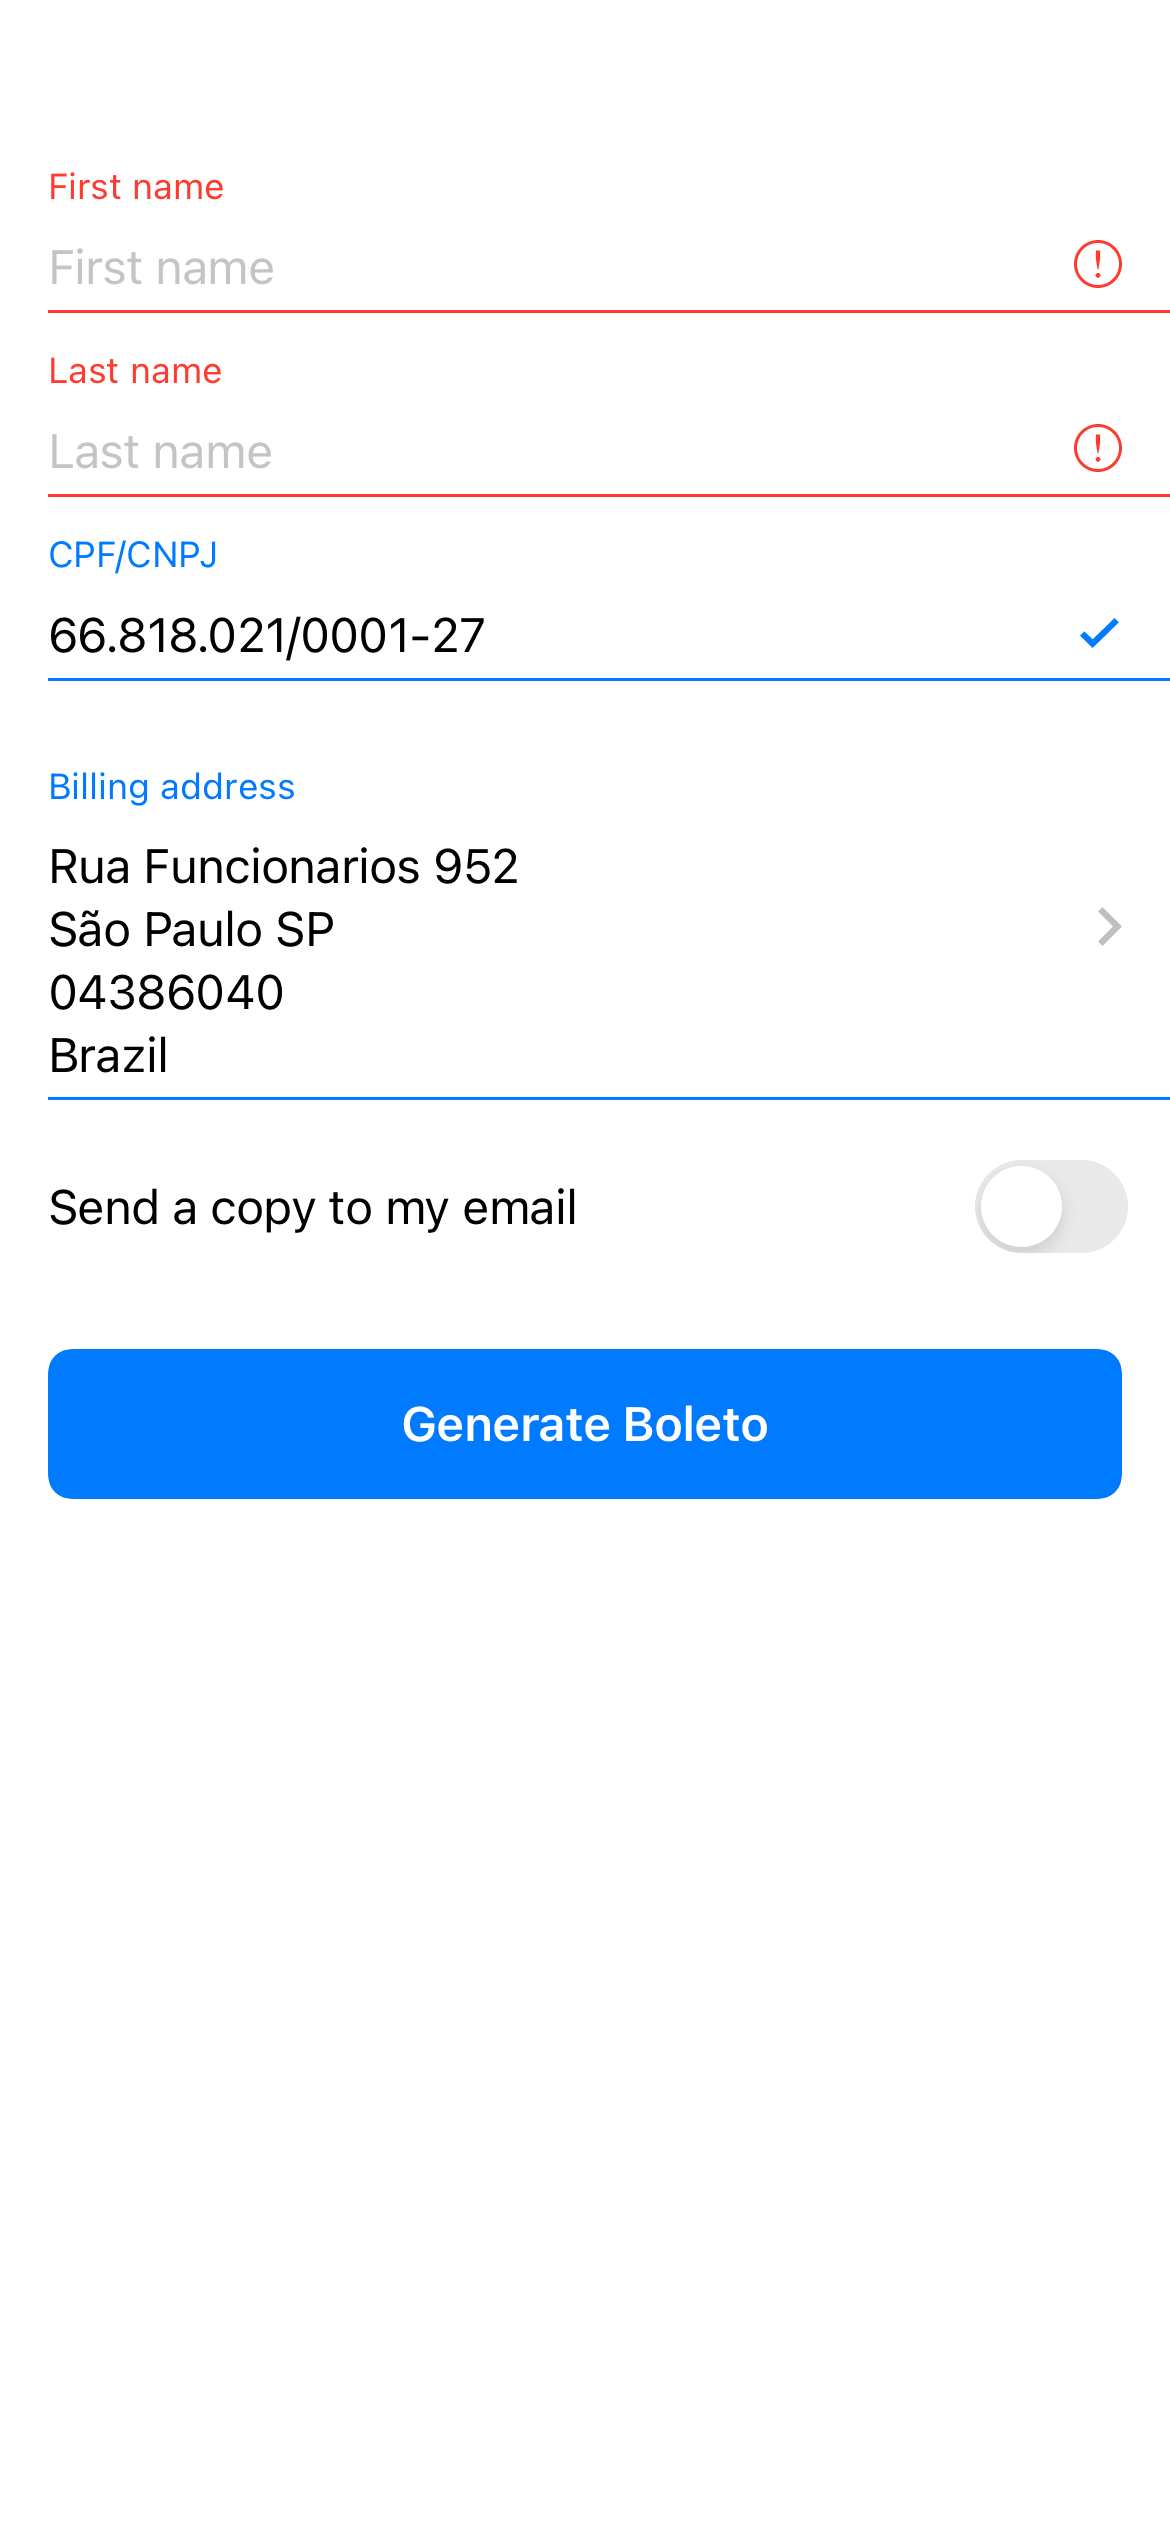 First name
First name
Last name
Last name
CPF/CNPJ
66.818.021/0001-27
Billing address
Rua Funcionarios 952
São Paulo SP
04386040
Brazil
Send a copy to my email
Generate Boleto